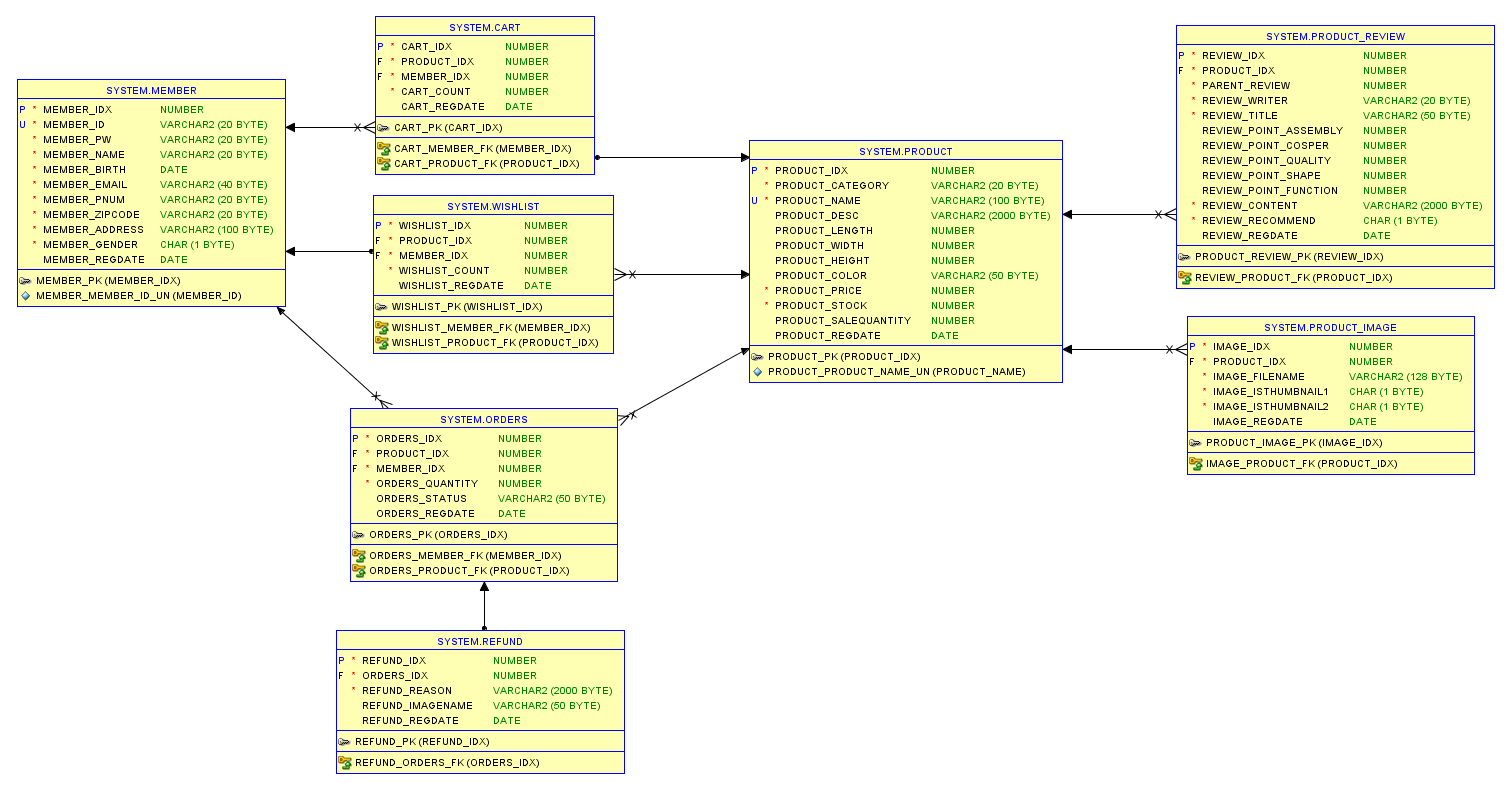 SYSTEM.MEMBER
P * MEMBER_IDX NUMBER
U * MEMBER_ID VARCHAR2 (20 BYTE)
* MEMBER_PW VARCHAR2 (20 BYTE)
* MEMBER_NAME VARCHAR2 (20 BYTE)
* MEMBER_BIRTH DATE
* MEMBER_EMAIL VARCHAR2 (40 BYTE)
* MEMBER_PNUM VARCHAR2 (20 BYTE)
* MEMBER_ZIPCODE VARCHAR2 (20 BYTE)
* MEMBER_ADDRESS VARCHAR2 (100 BYTE)
* MEMBER_GENDER CHAR (1 BYTE)
MEMBER_REGDATE DATE
MEMBER_PK (MEMBER_IDX)
MEMBER_MEMBER_ID_UN (MEMBER_ID)
SYSTEM.CART
P * CART_IDX NUMBER
F * PRODUCT_IDX NUMBER
F * MEMBER_IDX NUMBER
* CART_COUNT NUMBER
CART_REGDATE DATE
CART_PK (CART_IDX)
CART_MEMBER_FK (MEMBER_IDX)
CART_PRODUCT_FK (PRODUCT_IDX)
SYSTEM.WISHLIST
P * WISHLIST_IDX NUMBER
F * PRODUCT_IDX NUMBER
F * MEMBER_IDX NUMBER
* WISHLIST_COUNT NUMBER
WISHLIST_REGDATE DATE
WISHLIST_PK (WISHLIST_IDX)
WISHLIST_MEMBER_FK (MEMBER_IDX)
WISHLIST_PRODUCT_FK (PRODUCT_IDX)
SYSTEM.ORDERS
P * ORDERS_IDX NUMBER
F * PRODUCT_IDX NUMBER
F * MEMBER_IDX NUMBER
* ORDERS_QUANTITY NUMBER
ORDERS_STATUS VARCHAR2 (50 BYTE)
ORDERS_REGDATE DATE
ORDERS_PK (ORDERS_IDX)
ORDERS_MEMBER_FK (MEMBER_IDX)
ORDERS_PRODUCT_FK (PRODUCT_IDX)
SYSTEM.REFUND
P * REFUND_IDX NUMBER
F * ORDERS_IDX NUMBER
* REFUND_REASON VARCHAR2 (2000 BYTE)
REFUND_IMAGENAME VARCHAR2 (50 BYTE)
REFUND_REGDATE DATE
REFUND_PK (REFUND_IDX)
REFUND_ORDERS_FK (ORDERS_IDX)
SYSTEM.PRODUCT
P * PRODUCT_IDX NUMBER
* PRODUCT_CATEGORY VARCHAR2 (20 BYTE)
U * PRODUCT_NAME VARCHAR2 (100 BYTE)
PRODUCT_DESC VARCHAR2 (2000 BYTE)
PRODUCT_LENGTH NUMBER
PRODUCT_WIDTH NUMBER
PRODUCT_HEIGHT NUMBER
PRODUCT_COLOR VARCHAR2 (50 BYTE)
* PRODUCT_PRICE NUMBER
* PRODUCT_STOCK NUMBER
PRODUCT_SALEQUANTITY NUMBER
PRODUCT_REGDATE DATE
PRODUCT_PK (PRODUCT_IDX)
PRODUCT_PRODUCT_NAME_UN (PRODUCT_NAME)
SYSTEM.PRODUCT_REVIEW
P * REVIEW_IDX NUMBER
F * PRODUCT_IDX NUMBER
* PARENT_REVIEW NUMBER
* REVIEW_WRITER VARCHAR2 (20 BYTE)
* REVIEW_TITLE VARCHAR2 (50 BYTE)
REVIEW_POINT_ASSEMBLY NUMBER
REVIEW_POINT_COSPER NUMBER
REVIEW_POINT_QUALITY NUMBER
REVIEW_POINT_SHAPE NUMBER
REVIEW_POINT_FUNCTION NUMBER
* REVIEW_CONTENT VARCHAR2 (2000 BYTE)
* REVIEW_RECOMMEND CHAR (1 BYTE)
REVIEW_REGDATE DATE
PRODUCT_REVIEW_PK (REVIEW_IDX)
REVIEW_PRODUCT_FK (PRODUCT_IDX)
SYSTEM.PRODUCT_IMAGE
P * IMAGE_IDX NUMBER
F * PRODUCT_IDX NUMBER
* IMAGE_FILENAME VARCHAR2 (128 BYTE)
* IMAGE_ISTHUMBNAIL1 CHAR (1 BYTE)
* IMAGE_ISTHUMBNAIL2 CHAR (1 BYTE)
IMAGE_REGDATE DATE
PRODUCT_IMAGE_PK (IMAGE_IDX)
IMAGE_PRODUCT_FK (PRODUCT_IDX)